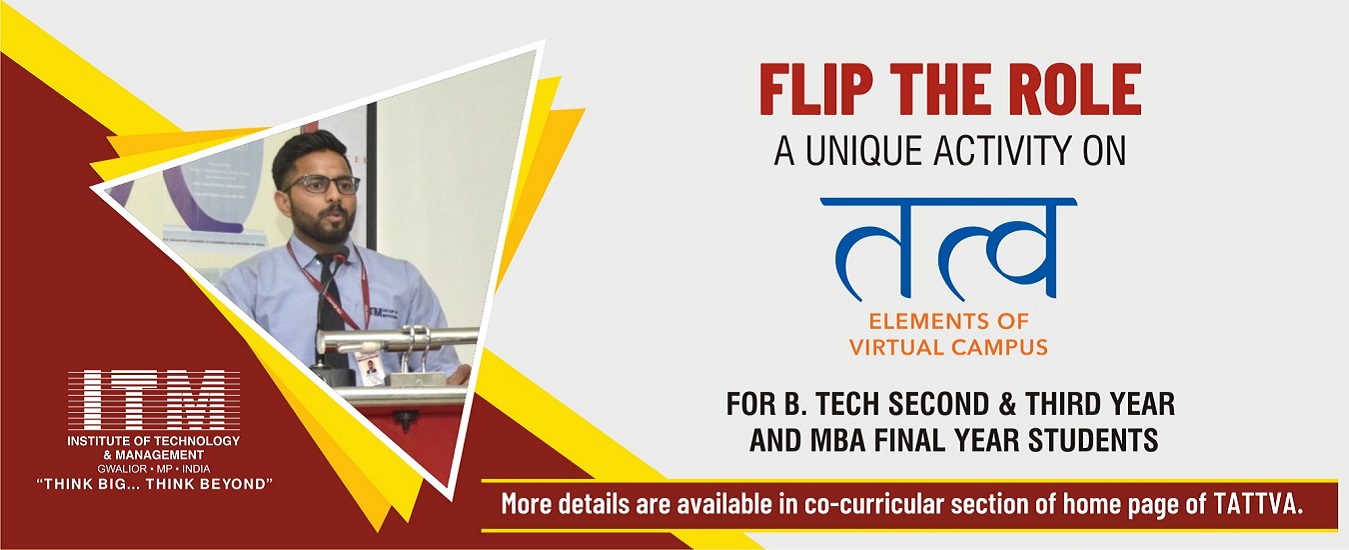 FLIP THE ROLE
A UNIQUE ACTIVITY ON
तत्व
ELEMENTS OF
VIRTUAL CAMPUS
FOR B. TECH SECOND & THIRD YEAR
AND MBA FINAL YEAR STUDENTS
More details are available in co-curricular section of home page of TATTVA.
ITM
INSTITUTE OF TECHNOLOGY
& MANAGEMENT
GWALIOR • MP • INDIA
"THINK BIG... THINK BEYOND"